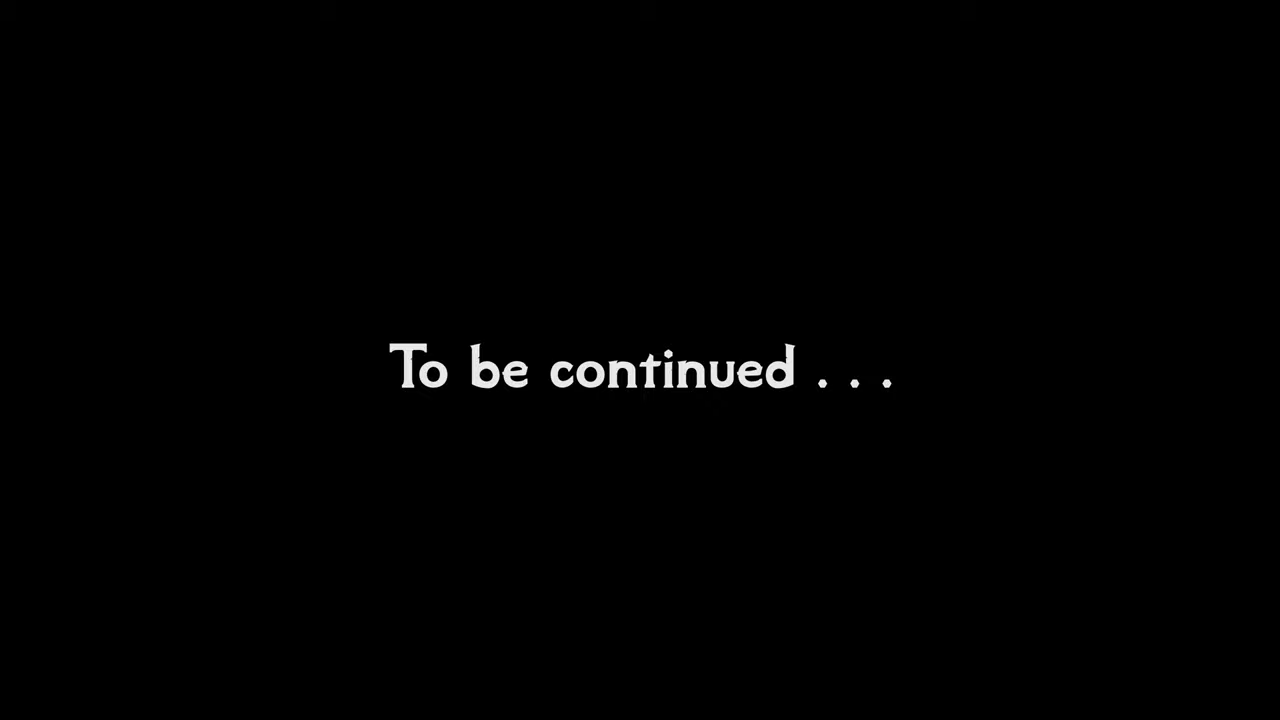 To be continued . . .